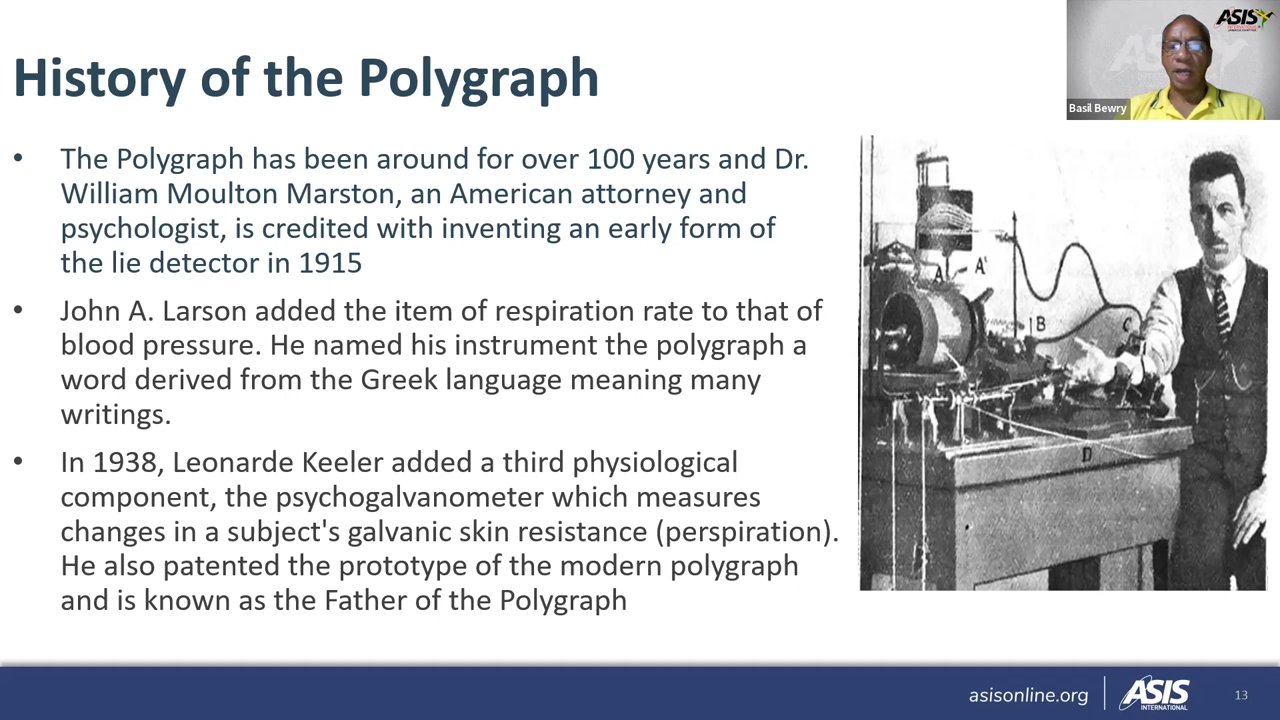 ASIS
INTERNATIONAL
Basil Bewry
History of the Polygraph
• The Polygraph has been around for over 100 years and Dr.
William Moulton Marston, an American attorney and
psychologist, is credited with inventing an early form of
the lie detector in 1915
• John A. Larson added the item of respiration rate to that of
blood pressure. He named his instrument the polygraph a
word derived from the Greek language meaning many
writings.
• In 1938, Leonarde Keeler added a third physiological
component, the psychogalvanometer which measures
changes in a subject's galvanic skin resistance (perspiration).
He also patented the prototype of the modern polygraph
and is known as the Father of the Polygraph
A A'
B C
D
asisonline.org
ASIS
INTERNATIONAL
13